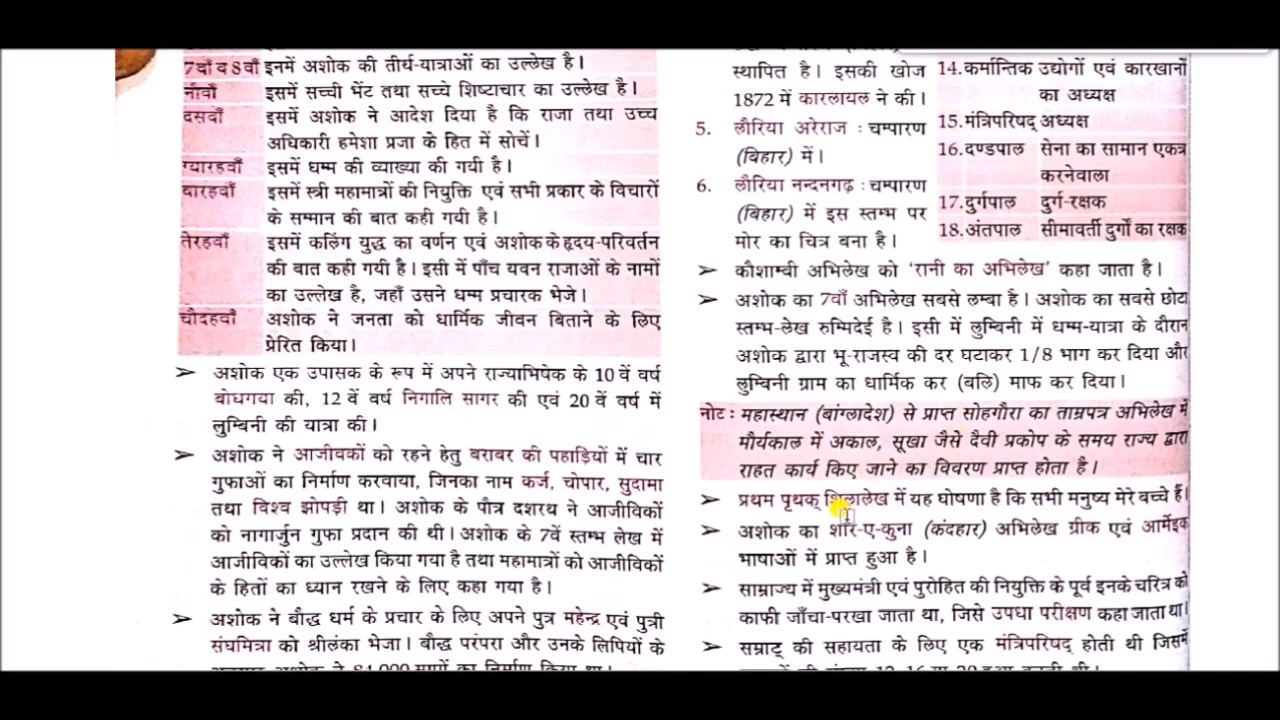 7वाँ व 8वाँ इनमें अशोक की तीर्थ-यात्राओं का उल्लेख है।
नौवाँ इसमें सच्ची भेंट तथा सच्चे शिष्टाचार का उल्लेख है।
दसवाँ इसमें अशोक ने आदेश दिया है कि राजा तथा उच्च
अधिकारी हमेशा प्रजा के हित में सोचें।
ग्यारहवाँ इसमें धम्म की व्याख्या की गयी है।
बारहवाँ इसमें स्त्री महामात्रों की नियुक्ति एवं सभी प्रकार के विचारों
के सम्मान की बात कही गयी है।
तेरहवाँ इसमें कलिंग युद्ध का वर्णन एवं अशोक के हृदय-परिवर्तन
की बात कही गयी है। इसी में पाँच यवन राजाओं के नामों
का उल्लेख है, जहाँ उसने धम्म प्रचारक भेजे।
चौदहवाँ अशोक ने जनता को धार्मिक जीवन बिताने के लिए
प्रेरित किया।
➢ अशोक एक उपासक के रूप में अपने राज्याभिषेक के 10 वें वर्ष
बोधगया की, 12 वें वर्ष निगालि सागर की एवं 20 वें वर्ष में
लुम्बिनी की यात्रा की।
➢ अशोक ने आजीवकों को रहने हेतु बराबर की पहाड़ियों में चार
गुफाओं का निर्माण करवाया, जिनका नाम कर्ज, चोपार, सुदामा
तथा विश्व झोपड़ी था। अशोक के पौत्र दशरथ ने आजीविकों
को नागार्जुन गुफा प्रदान की थी। अशोक के 7वें स्तम्भ लेख में
आजीविकों का उल्लेख किया गया है तथा महामात्रों को आजीविकों
के हितों का ध्यान रखने के लिए कहा गया है।
➢ अशोक ने बौद्ध धर्म के प्रचार के लिए अपने पुत्र महेन्द्र एवं पुत्री
संघमित्रा को श्रीलंका भेजा। बौद्ध परंपरा और उनके लिपियों के
अशोक ने 84,000 का निर्माण किया था।
स्थापित है। इसकी खोज
1872 में कारलायल ने की।
5. लौरिया अरेराज : चम्पारण
(बिहार) में।
6. लौरिया नन्दनगढ़ : चम्पारण
(बिहार) में इस स्तम्भ पर
मोर का चित्र बना है।
14. कर्मान्तिक उद्योगों एवं कारखानों
का अध्यक्ष
15. मंत्रिपरिषद् अध्यक्ष
16. दण्डपाल सेना का सामान एकत्र
करनेवाला
17. दुर्गपाल दुर्ग-रक्षक
18. अंतपाल सीमावर्ती दुर्गों का रक्षक
➢ कौशाम्बी अभिलेख को 'रानी का अभिलेख' कहा जाता है।
➢ अशोक का 7वाँ अभिलेख सबसे लम्बा है। अशोक का सबसे छोटा
स्तम्भ-लेख रुम्मिदेई है। इसी में लुम्बिनी में धम्म-यात्रा के दौरान
अशोक द्वारा भू-राजस्व की दर घटाकर 1/8 भाग कर दिया और
लुम्बिनी ग्राम का धार्मिक कर (बलि) माफ कर दिया।
नोट : महास्थान (बांग्लादेश) से प्राप्त सोहगौरा का ताम्रपत्र अभिलेख में
मौर्यकाल में अकाल, सूखा जैसे दैवी प्रकोप के समय राज्य द्वारा
राहत कार्य किए जाने का विवरण प्राप्त होता है।
➢ प्रथम पृथक् शिलालेख में यह घोषणा है कि सभी मनुष्य मेरे बच्चे हैं।
➢ अशोक का शार-ए-कुना (कंदहार) अभिलेख ग्रीक एवं आर्मेइक
भाषाओं में प्राप्त हुआ है।
➢ साम्राज्य में मुख्यमंत्री एवं पुरोहित की नियुक्ति के पूर्व इनके चरित्र को
काफी जाँचा-परखा जाता था, जिसे उपधा परीक्षण कहा जाता था।
➢ सम्राट् की सहायता के लिए एक मंत्रिपरिषद् होती थी जिसमें